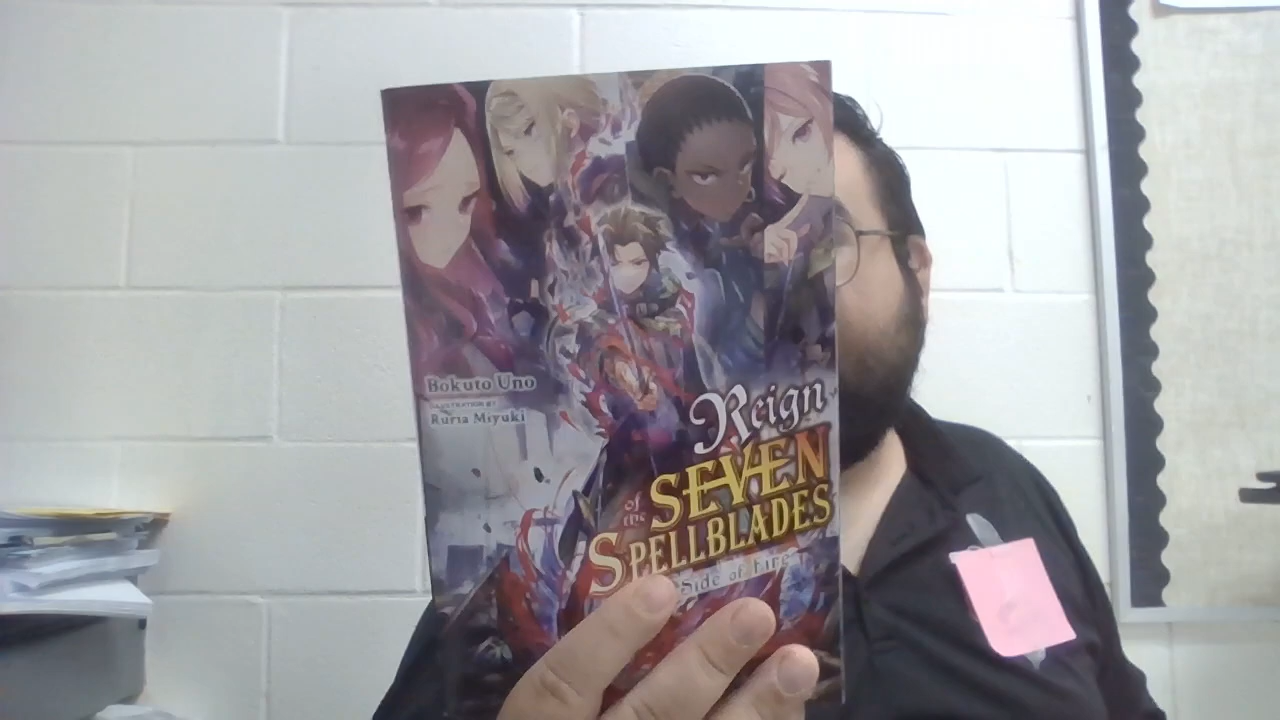 Bokuto Uno
ILLUSTRATION BY
Ruria Miyuki
Reign
of the
SEVEN
SPELLBLADES
Side of Fire